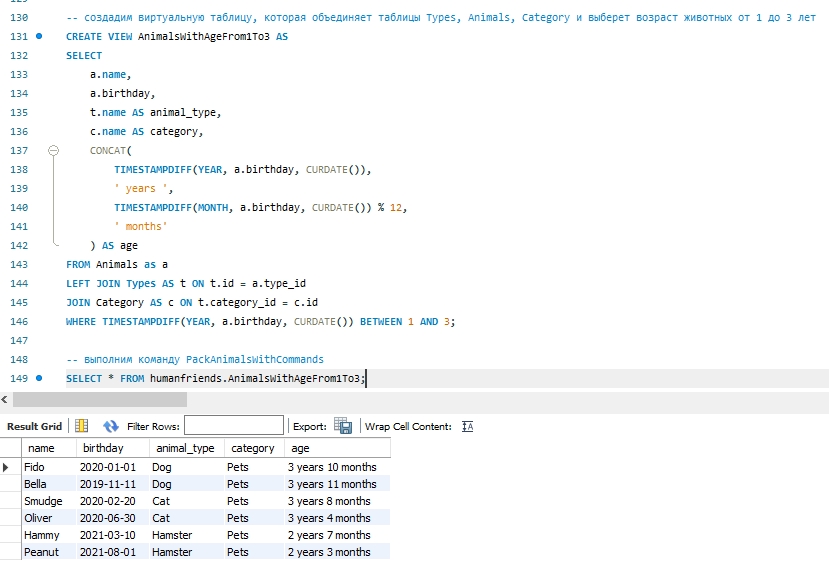 130 -- создадим виртуальную таблицу, которая объединяет таблицы Types, Animals, Category и выберет возраст животных от 1 до 3 лет
131 CREATE VIEW AnimalsWithAgeFrom1To3 AS
132 SELECT
133 a.name,
134 a.birthday,
135 t.name AS animal_type,
136 c.name AS category,
137 CONCAT(
138 TIMESTAMPDIFF(YEAR, a.birthday, CURDATE()),
139 ' years ',
140 TIMESTAMPDIFF(MONTH, a.birthday, CURDATE()) % 12,
141 ' months'
142 ) AS age
143 FROM Animals as a
144 LEFT JOIN Types AS t ON t.id = a.type_id
145 JOIN Category AS c ON t.category_id = c.id
146 WHERE TIMESTAMPDIFF(YEAR, a.birthday, CURDATE()) BETWEEN 1 AND 3;
147
148 -- выполним команду PackAnimalsWithCommands
149 SELECT * FROM humanfriends.AnimalsWithAgeFrom1To3;
Result Grid Filter Rows: Export: Wrap Cell Content:
name birthday animal_type category age
Fido 2020-01-01 Dog Pets 3 years 10 months
Bella 2019-11-11 Dog Pets 3 years 11 months
Smudge 2020-02-20 Cat Pets 3 years 8 months
Oliver 2020-06-30 Cat Pets 3 years 4 months
Hammy 2021-03-10 Hamster Pets 2 years 7 months
Peanut 2021-08-01 Hamster Pets 2 years 3 months